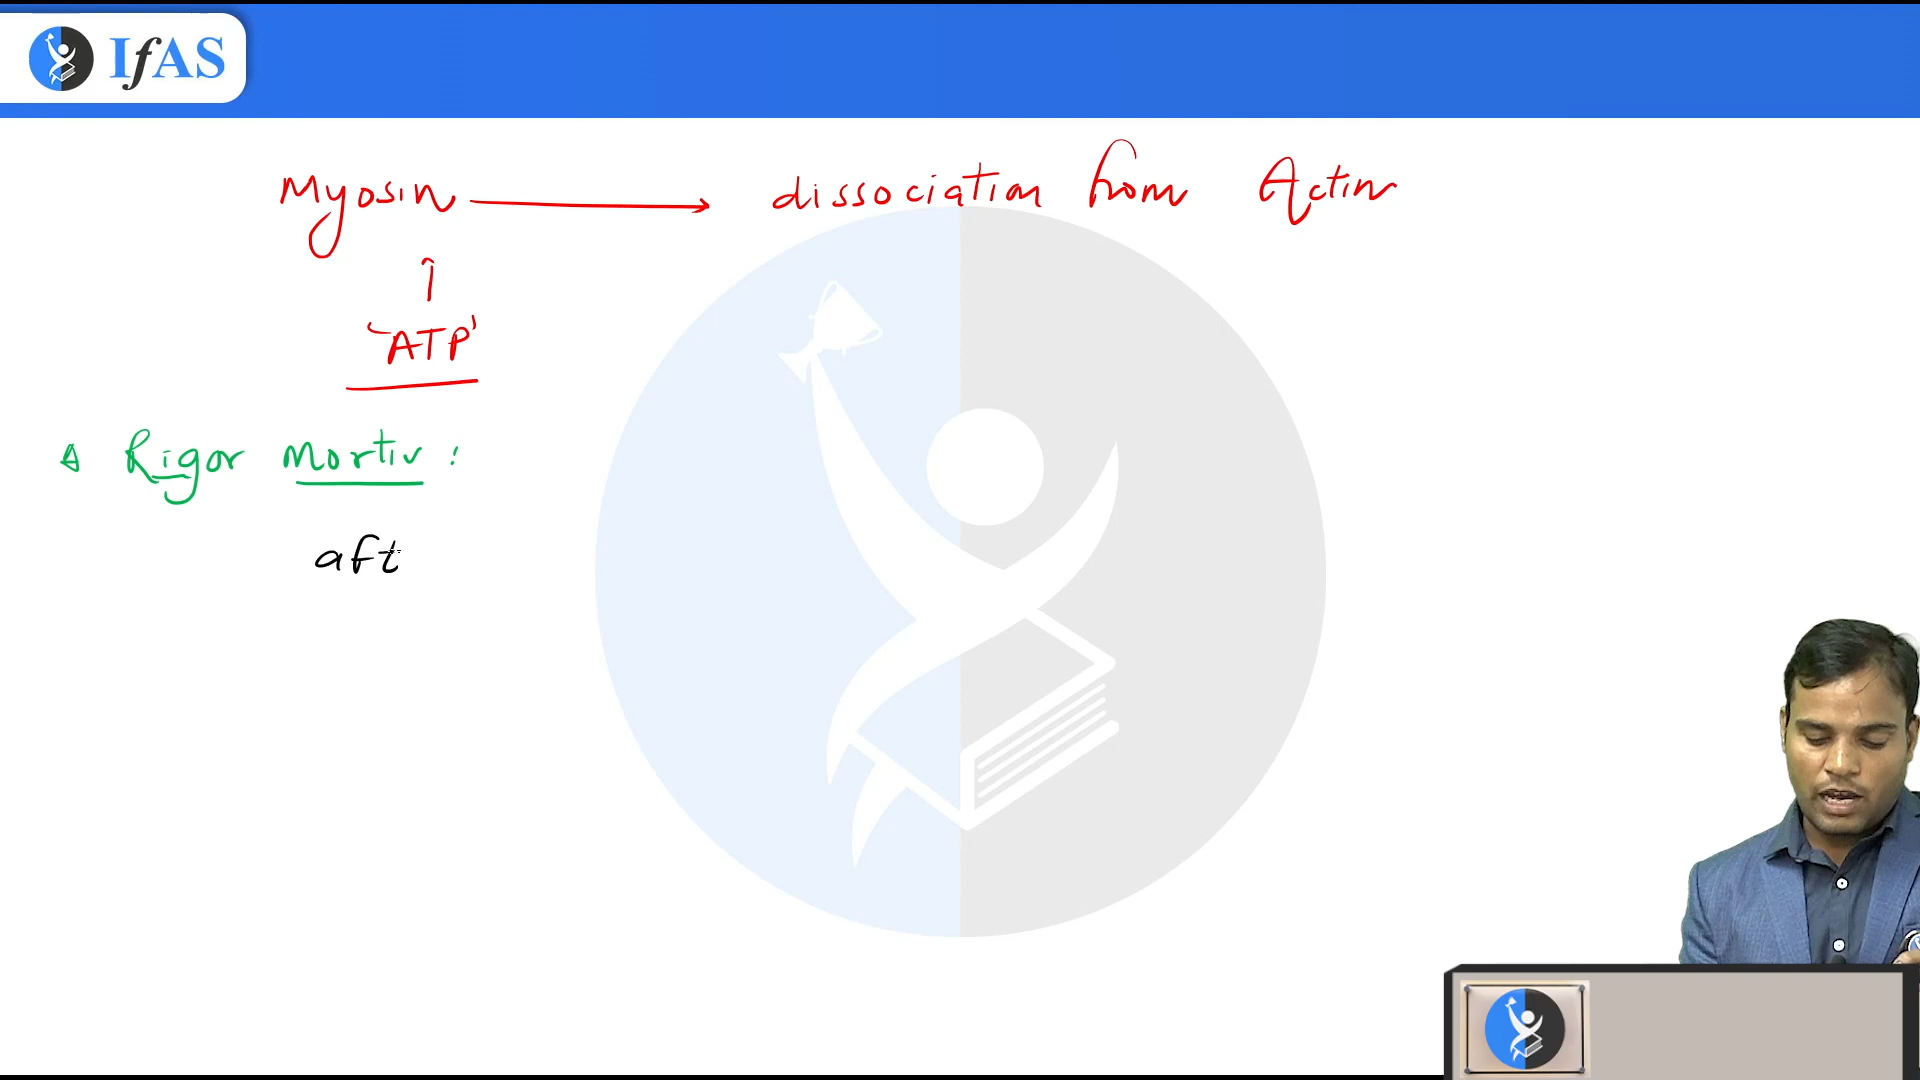 IfAS
Myosin → dissociation from Actin
↑
'ATP'
Rigor Mortis :
aft